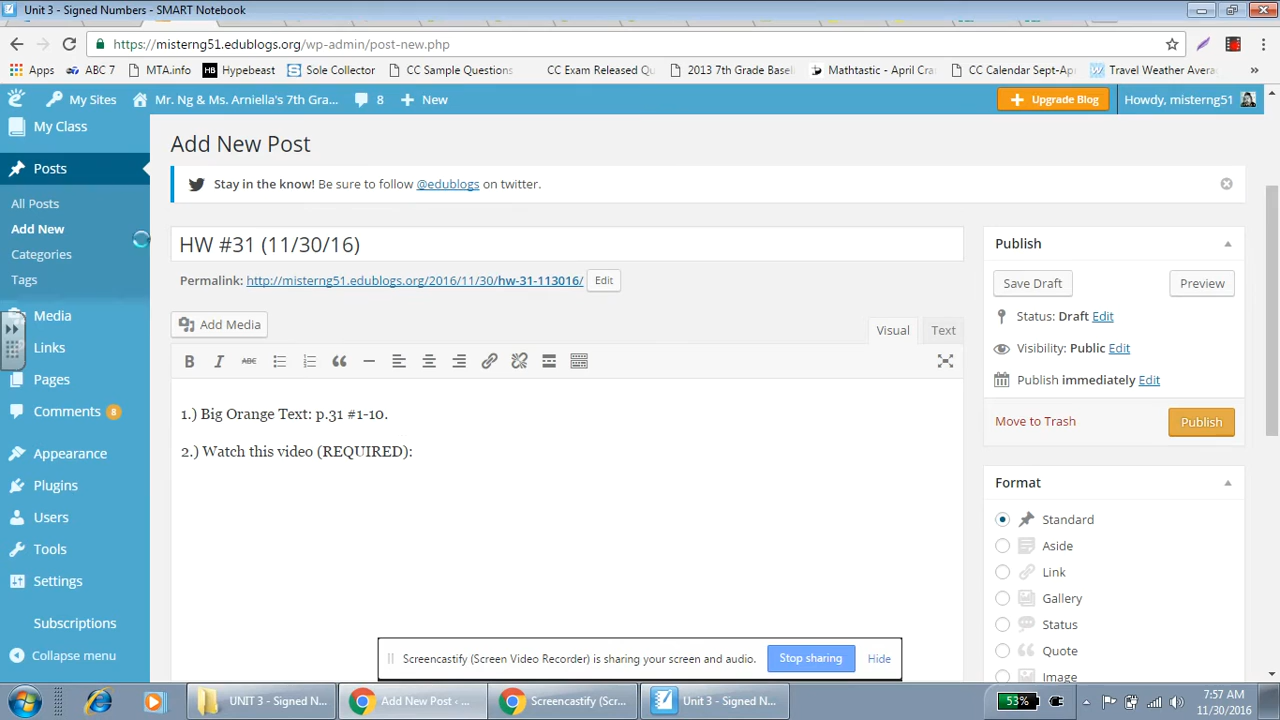 Unit 3 - Signed Numbers - SMART Notebook
https://misterng51.edublogs.org/wp-admin/post-new.php
Apps ABC 7 MTA.info Hypebeast Sole Collector CC Sample Questions CC Exam Released Qu 2013 7th Grade Baseli Mathtastic - April Cra CC Calendar Sept-Ap Travel Weather Avera »
My Sites Mr. Ng & Ms. Arniella's 7th Gra... 8 New Upgrade Blog Howdy, misterng51
My Class
Add New Post
Posts
Stay in the know! Be sure to follow @edublogs on twitter.
All Posts
Add New
Categories
Tags
HW #31 (11/30/16)
Publish
Permalink: http://misterng51.edublogs.org/2016/11/30/hw-31-113016/ Edit
Save Draft Preview
Media
Status: Draft Edit
Add Media
Visual Text
Links
Visibility: Public Edit
B I ABC
Pages
Publish immediately Edit
Comments 8
1.) Big Orange Text: p.31 #1-10.
Move to Trash Publish
2.) Watch this video (REQUIRED):
Appearance
Plugins
Format
Users
Standard
Tools
Aside
Settings
Link
Gallery
Subscriptions
Status
Collapse menu
Quote
Image
Screencastify (Screen Video Recorder) is sharing your screen and audio. Stop sharing Hide
UNIT 3 - Signed N... Add New Post < ... Screencastify (Scr... Unit 3 - Signed N...
53%
7:57 AM
11/30/2016